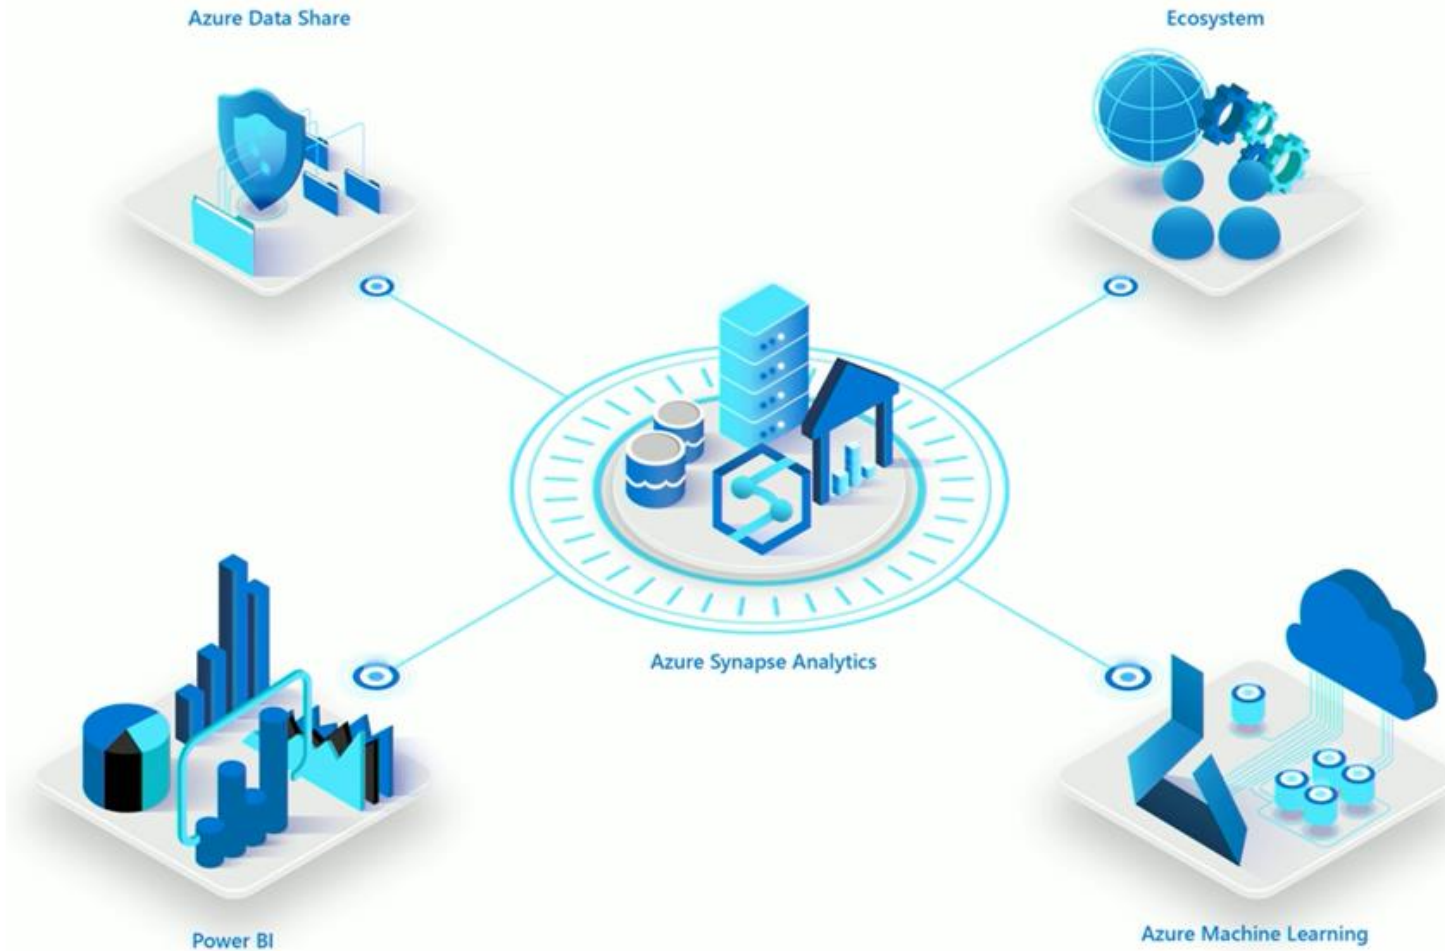 Azure Data Share
Ecosystem
Azure Synapse Analytics
Power BI
Azure Machine Learning